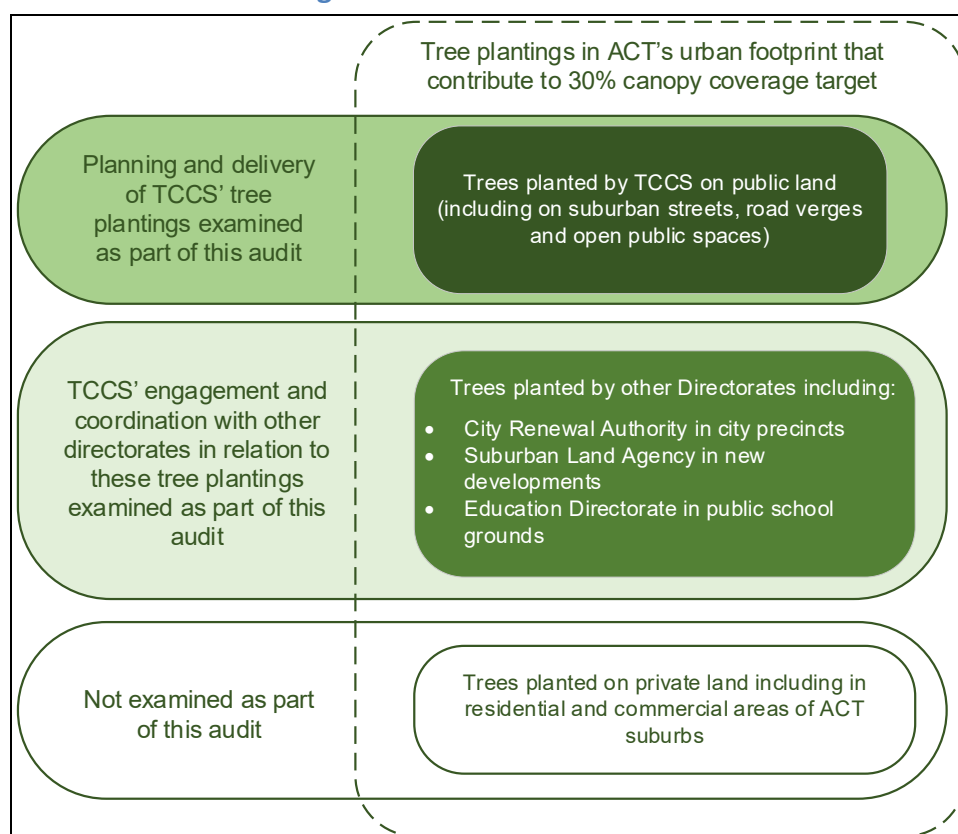 Tree plantings in ACT's urban footprint that
contribute to 30% canopy coverage target
Planning and delivery
of TCCS' tree
plantings examined
as part of this audit
Trees planted by TCCS on public land
(including on suburban streets, road verges
and open public spaces)
TCCS' engagement and
coordination with other
directorates in relation to
these tree plantings
examined as part of this
audit
Trees planted by other Directorates including:
• City Renewal Authority in city precincts
• Suburban Land Agency in new
developments
• Education Directorate in public school
grounds
Not examined as part
of this audit
Trees planted on private land including in
residential and commercial areas of ACT
suburbs